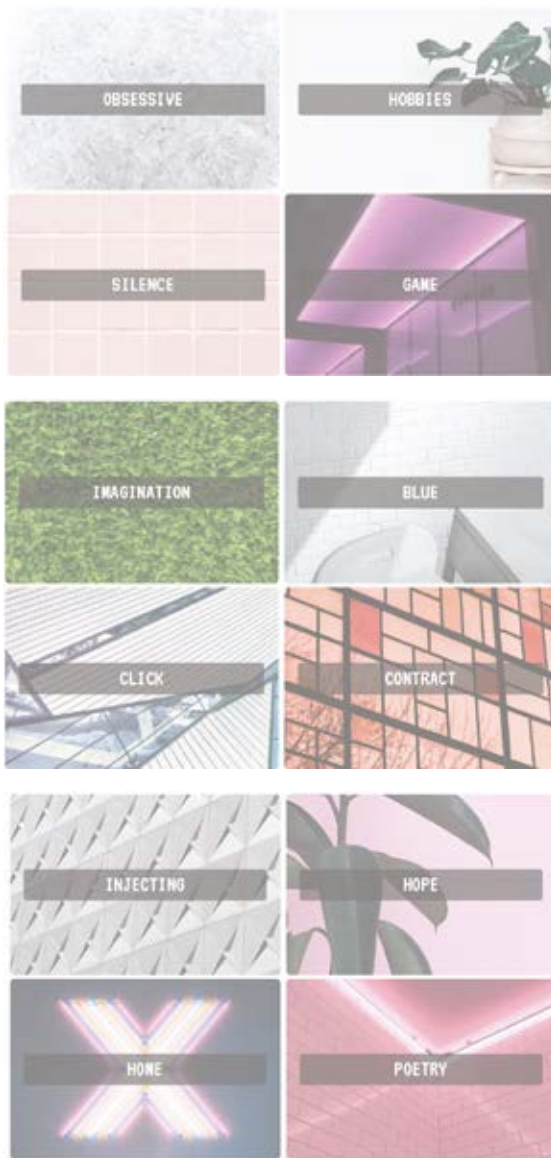 OBSESSIVE
HOBBIES
SILENCE
GAME
IMAGINATION
BLUE
CLICK
CONTRACT
INJECTING
HOPE
HOME
POETRY